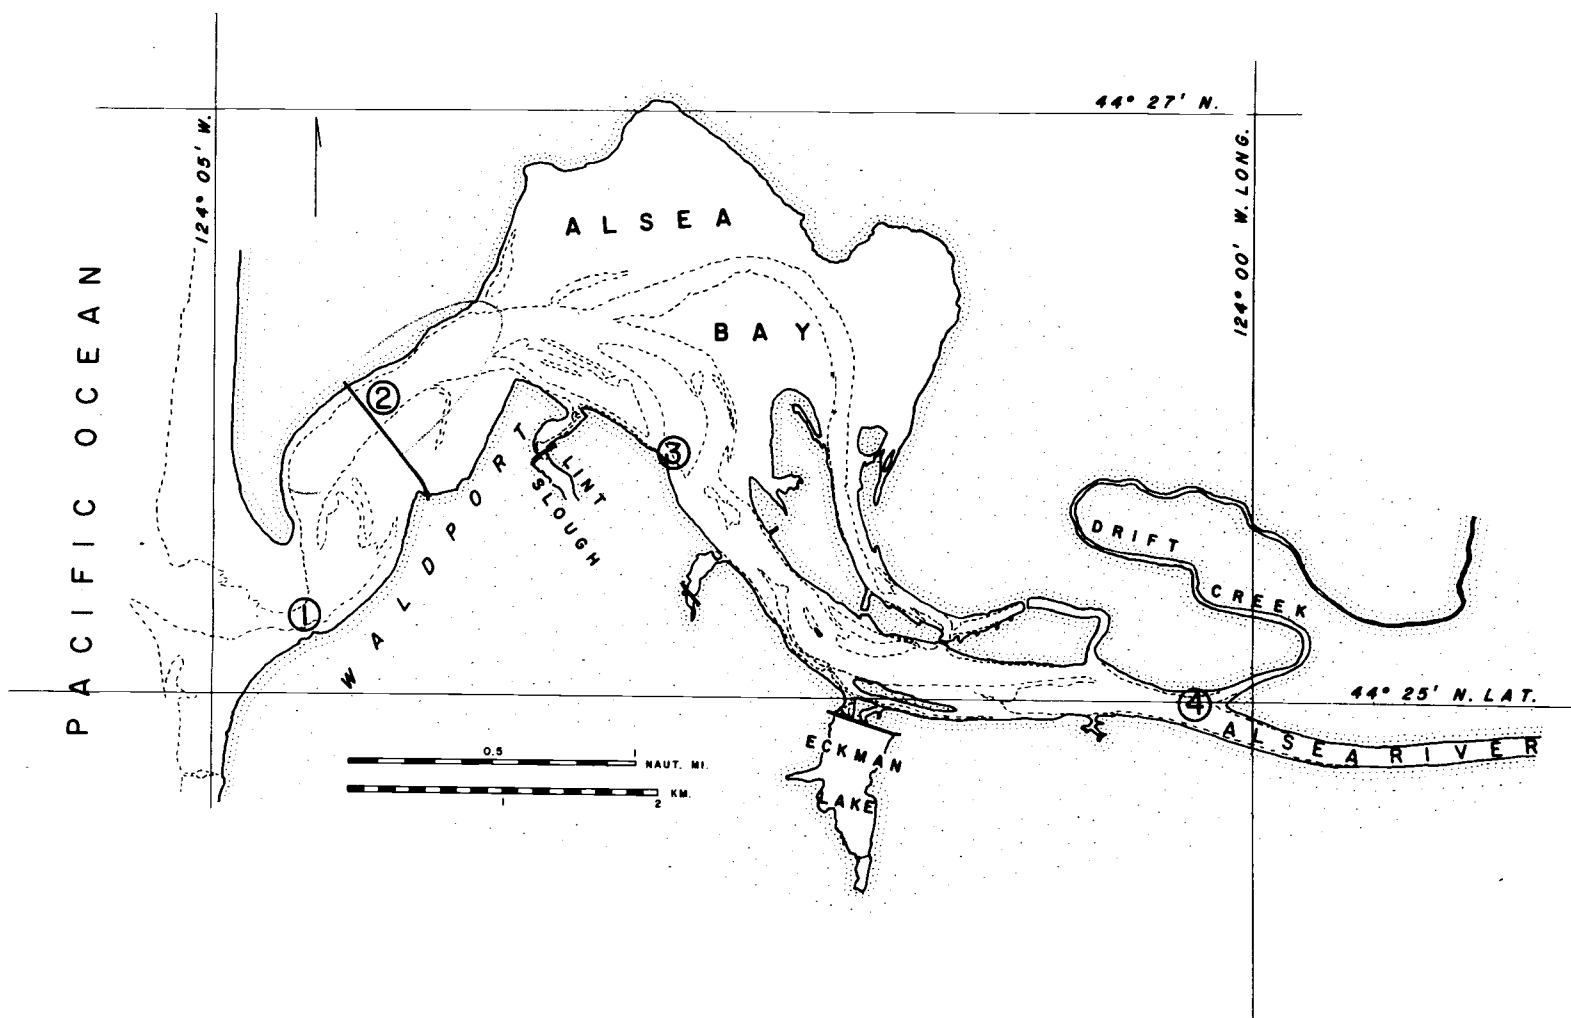 44° 27' N.
124° 05' W.
124° 00' W. LONG.
ALSEA
BAY
PACIFIC OCEAN
2
3
1
4
WALDPORT
LINT
SLOUGH
DRIFT
CREEK
44° 25' N. LAT.
ALSEA RIVER
ECKMAN
LAKE
0.5 1 NAUT. MI.
1 2 KM.